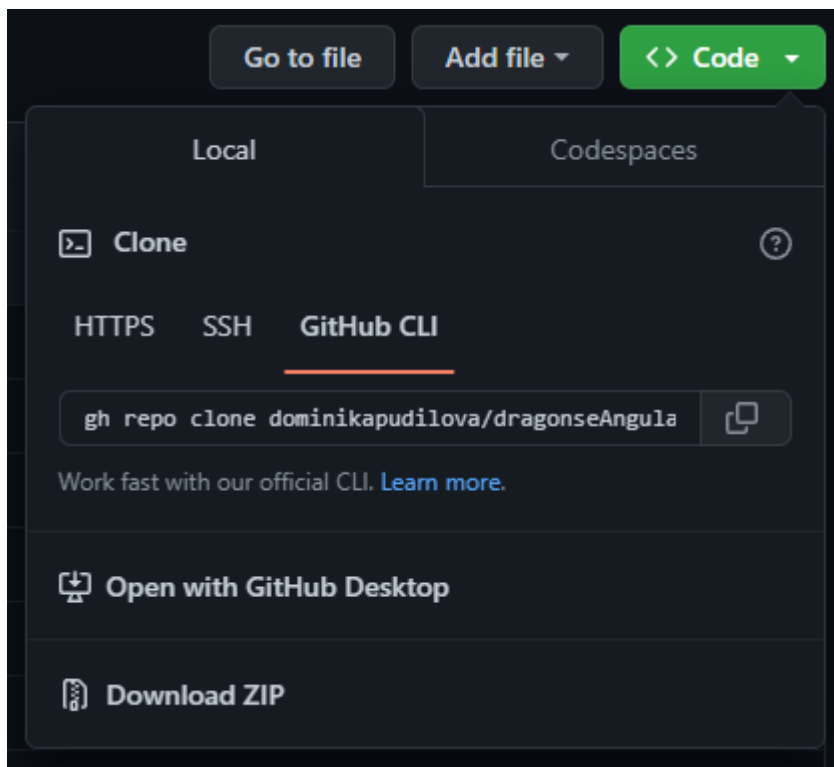 Go to file Add file <> Code
Local Codespaces
Clone
HTTPS SSH GitHub CLI
gh repo clone dominikapudilova/dragonseAngula
Work fast with our official CLI. Learn more.
Open with GitHub Desktop
Download ZIP